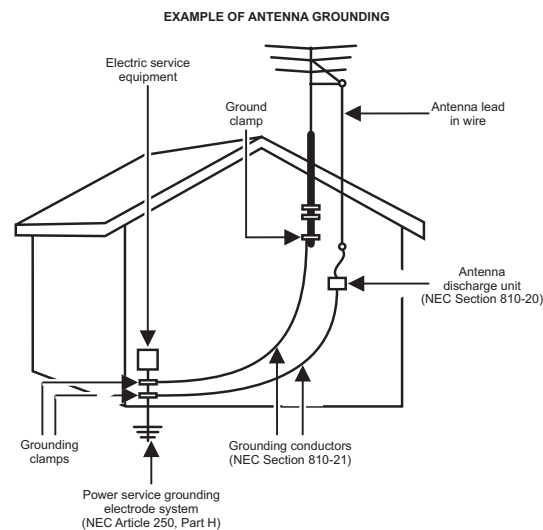 EXAMPLE OF ANTENNA GROUNDING
Electric service
equipment
Ground
clamp
Antenna lead
in wire
Antenna
discharge unit
(NEC Section 810-20)
Grounding
clamps
Grounding conductors
(NEC Section 810-21)
Power service grounding
electrode system
(NEC Article 250, Part H)